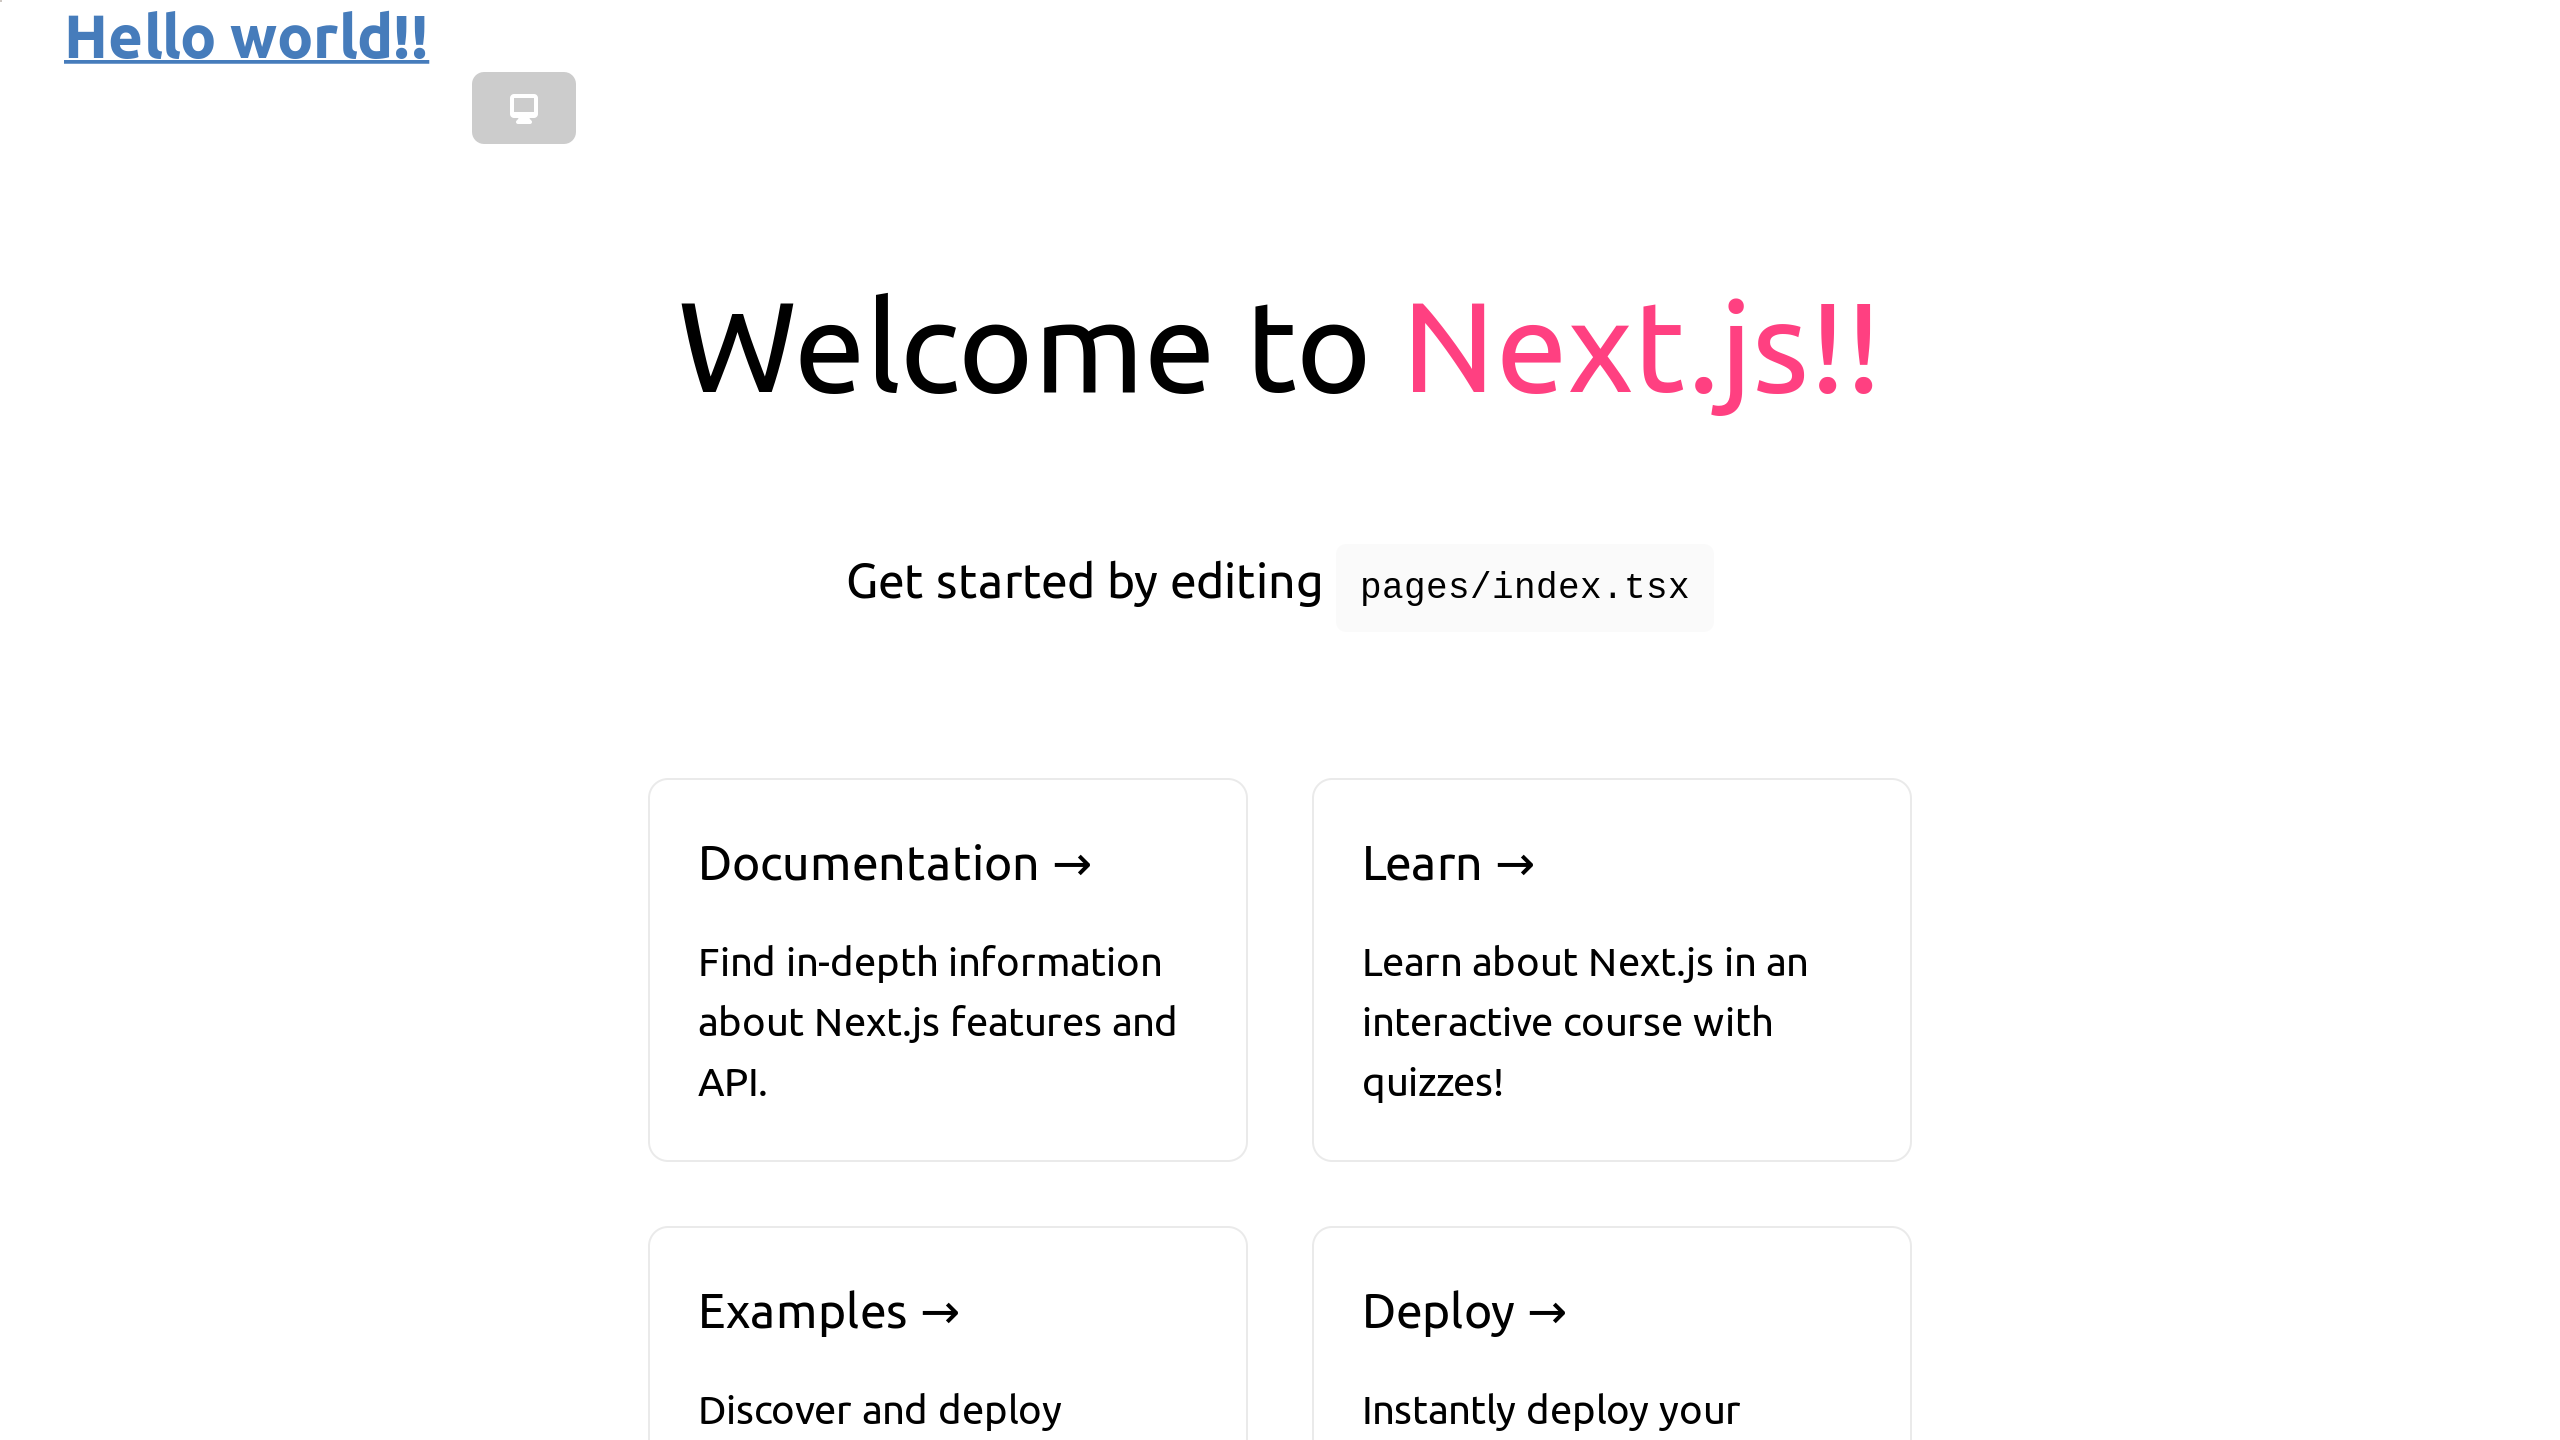 Hello world!!
Welcome to Next.js!!
Get started by editing pages/index.tsx
Documentation →
Find in-depth information
about Next.js features and
API.
Learn →
Learn about Next.js in an
interactive course with
quizzes!
Examples →
Discover and deploy
Deploy →
Instantly deploy your